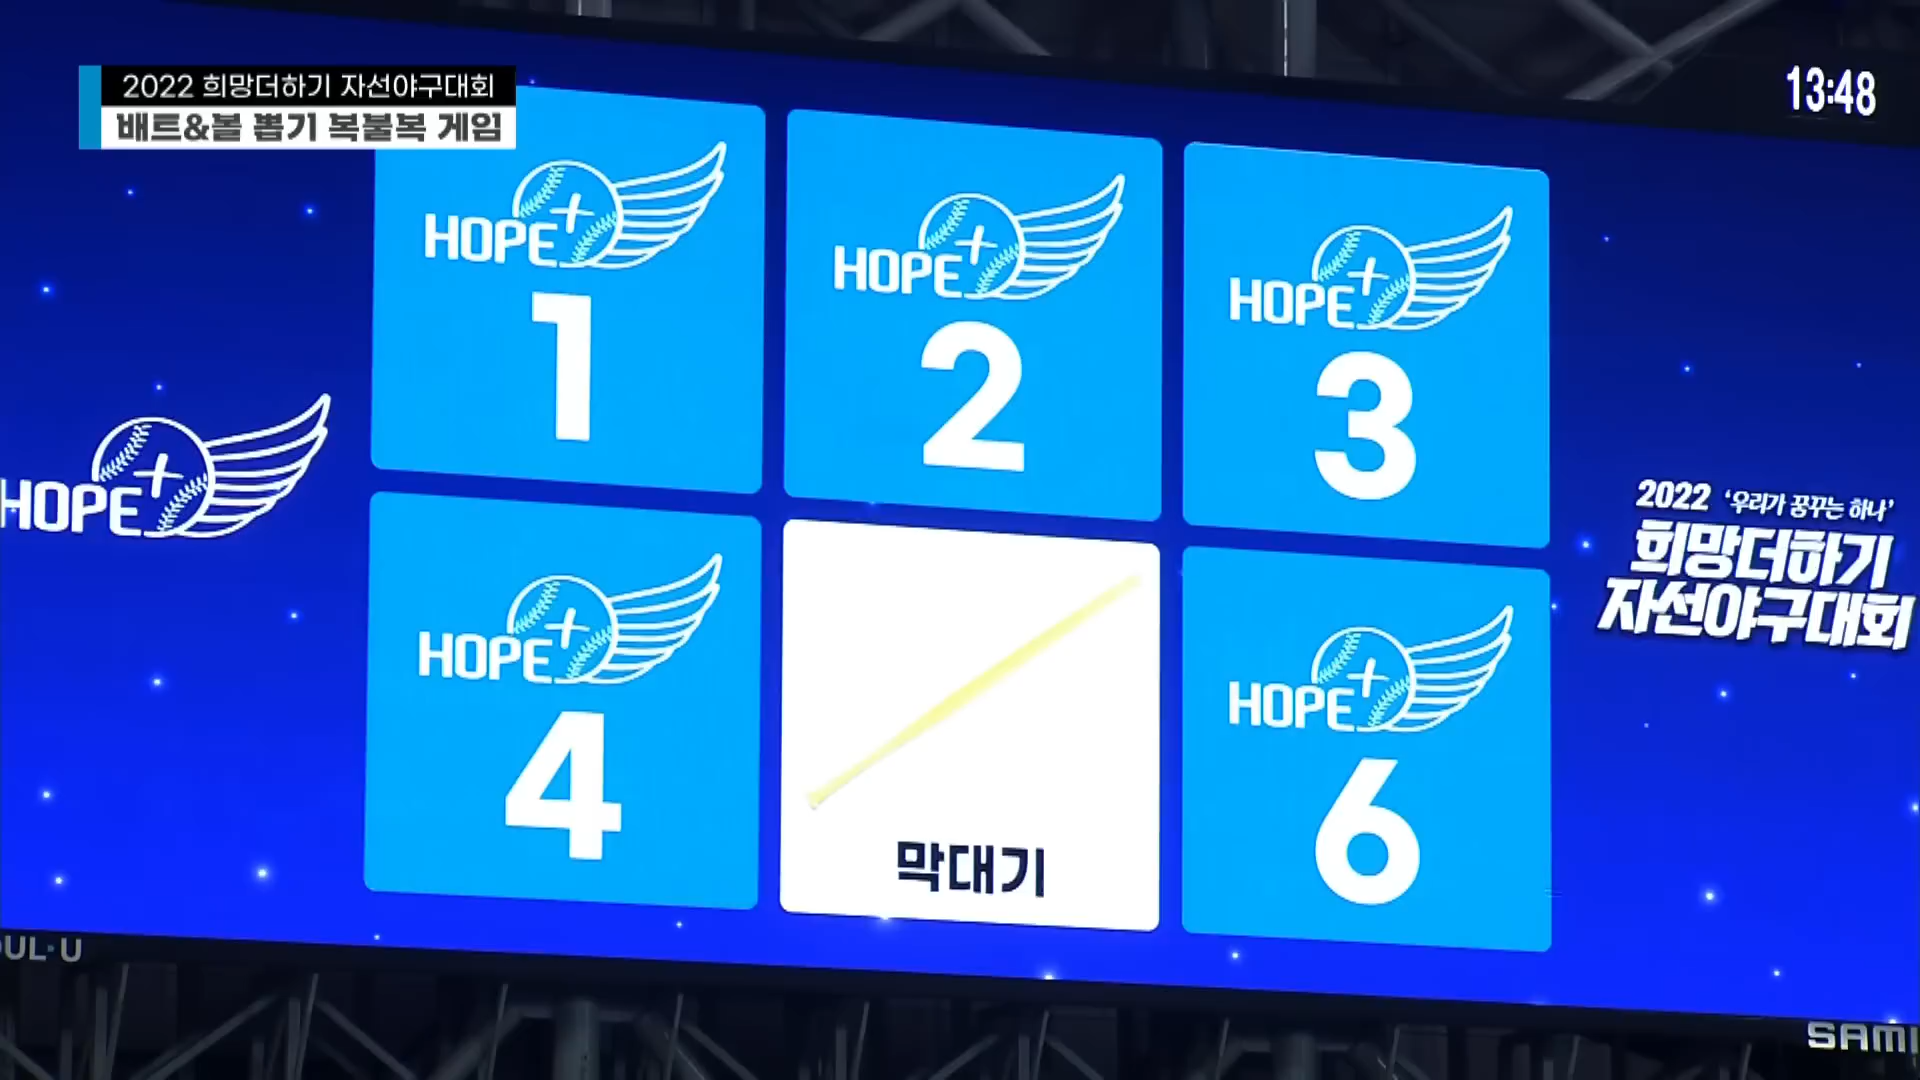 2022 희망더하기 자선야구대회
배트&볼 뽑기 복불복 게임
13:48
HOPE+
1
HOPE+
2
HOPE+
3
HOPE+
HOPE+
4
막대기
HOPE+
6
2022 '우리가 꿈꾸는 하나'
희망더하기
자선야구대회
OUL·U
SAM